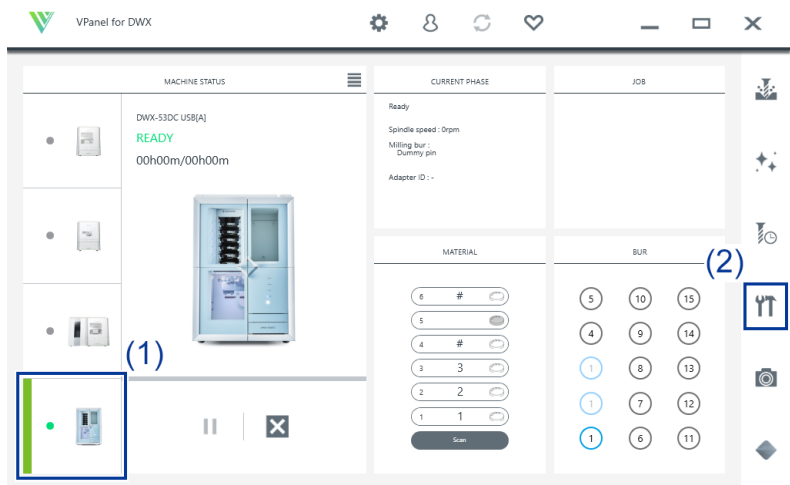 VPanel for DWX
MACHINE STATUS
DWX-53DC USB[A]
READY
00h00m/00h00m
(1)
CURRENT PHASE
Ready
Spindle speed : 0rpm
Milling bur :
Dummy pin
Adapter ID : -
JOB
MATERIAL
6 #
5
4 #
3 3
2 2
1 1
Scan
BUR
(2)
5 10 15
4 9 14
1 8 13
1 7 12
1 6 11